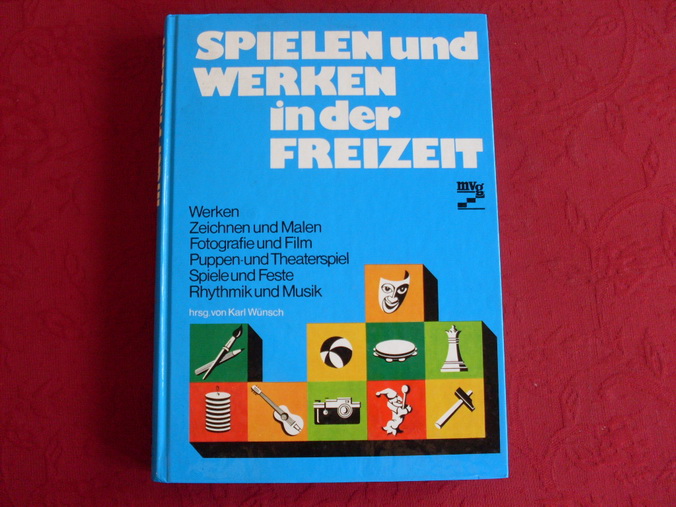 SPIELEN und
WERKEN
in der
FREIZEIT
mvg
Werken
Zeichnen und Malen
Fotografie und Film
Puppen- und Theaterspiel
Spiele und Feste
Rhythmik und Musik
hrsg. von Karl Wünsch